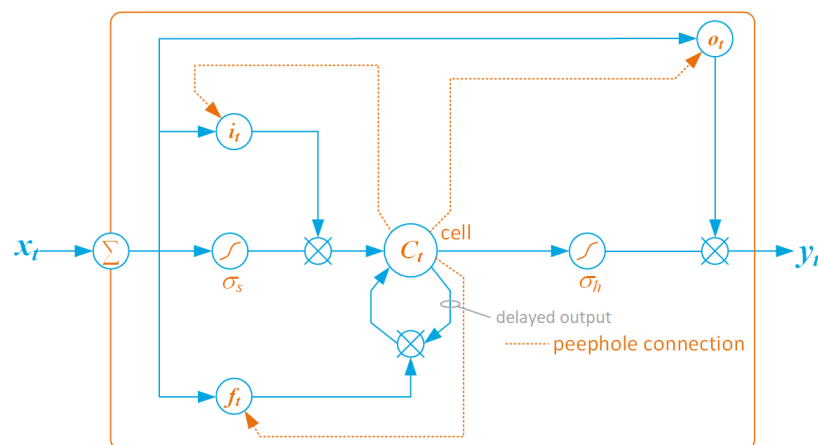 o_t
i_t
x_t
Σ
σ_s
C_t
cell
σ_h
y_t
delayed output
peephole connection
f_t